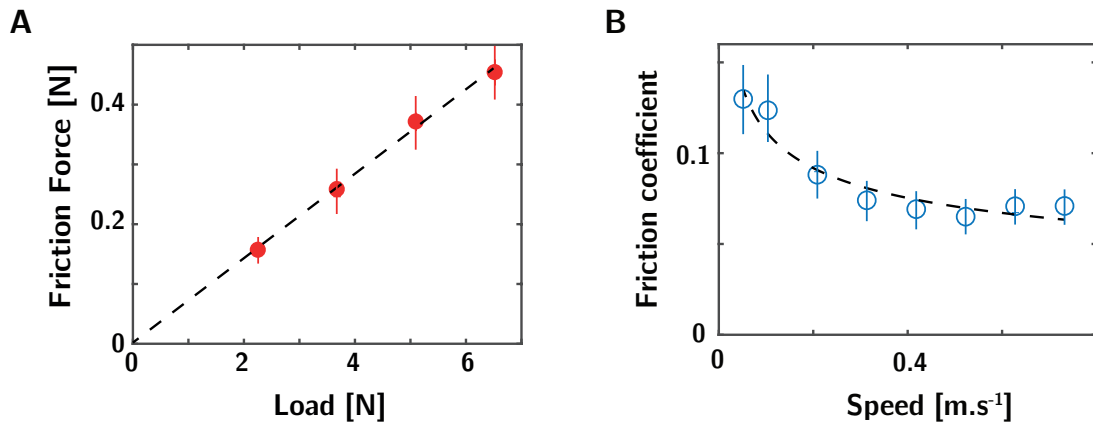 A
Friction Force [N]
0.4
0.2
0
0
2
4
6
Load [N]
B
Friction coefficient
0.1
0
0
0.4
Speed [m.s-1]